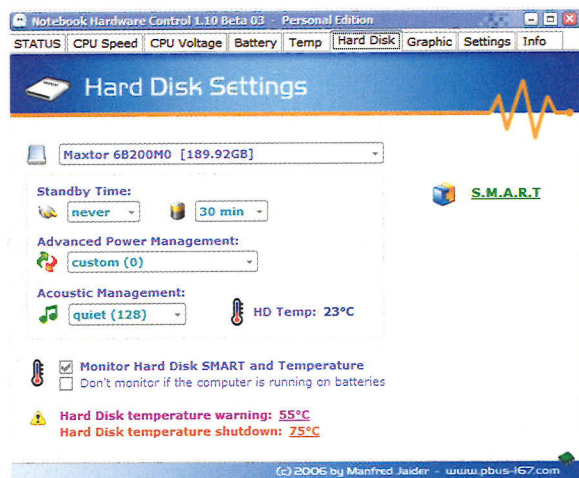 Notebook Hardware Control 1.10 Beta 03 - Personal Edition
STATUS CPU Speed CPU Voltage Battery Temp Hard Disk Graphic Settings Info
Hard Disk Settings
Maxtor 6B200M0 [189.92GB]
Standby Time:
never 30 min
S.M.A.R.T
Advanced Power Management:
custom (0)
Acoustic Management:
quiet (128) HD Temp: 23°C
Monitor Hard Disk SMART and Temperature
Don't monitor if the computer is running on batteries
Hard Disk temperature warning: 55°C
Hard Disk temperature shutdown: 75°C
(c) 2006 by Manfred Jaider - www.pbus-167.com